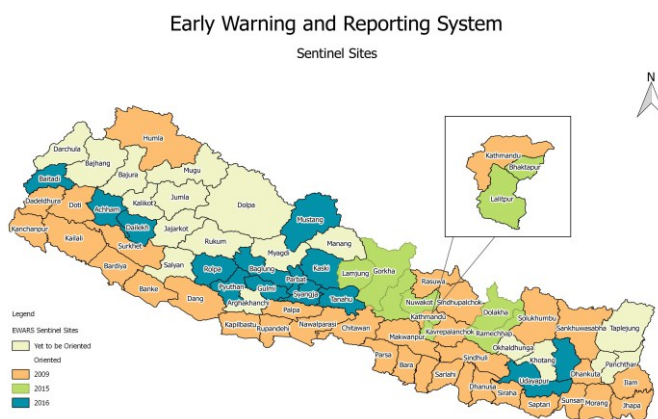 Early Warning and Reporting System
Sentinel Sites
N
Humla
Darchula
Bajhang
Mugu
Baitadi
Bajura
Dadeldhura
Doti
Achham
Kalikot
Jumla
Dolpa
Mustang
Kanchanpur
Kailali
Dailekh
Jajarkot
Surkhet
Rukum
Myagdi
Manang
Bardiya
Salyan
Rolpa
Baglung
Parbat
Kaski
Lamjung
Gorkha
Rasuwa
Banke
Dang
Pyuthan
Gulmi
Syangja
Tanahu
Arghakhanchi
Palpa
Nuwakot
Sindhupalchok
Dolakha
Kapilbastu
Rupandehi
Nawalparasi
Chitawan
Kathmandu
Kavrepalanchok
Ramechhap
Solukhumbu
Sankhuwasabha
Taplejung
Makwanpur
Okhaldhunga
Khotang
Parsa
Bara
Sindhuli
Udayapur
Dhankuta
Sarlahi
Dhanusa
Siraha
Saptari
Sunsari
Morang
Jhapa
Ilam
Kathmandu
Bhaktapur
Lalitpur
Legend
EWARS Sentinel Sites
Yet to be Oriented
Oriented
2009
2015
2016